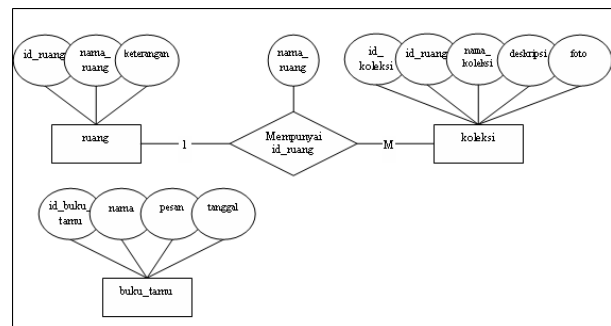 id_ruang
nama_
ruang
keterangan
nama_
ruang
id_
koleksi
id_ruang
nama_
koleksi
deskripsi
foto
ruang
1
Mempunyai
id_ruang
M
koleksi
id_buku_
tamu
nama
pesan
tanggal
buku_tamu